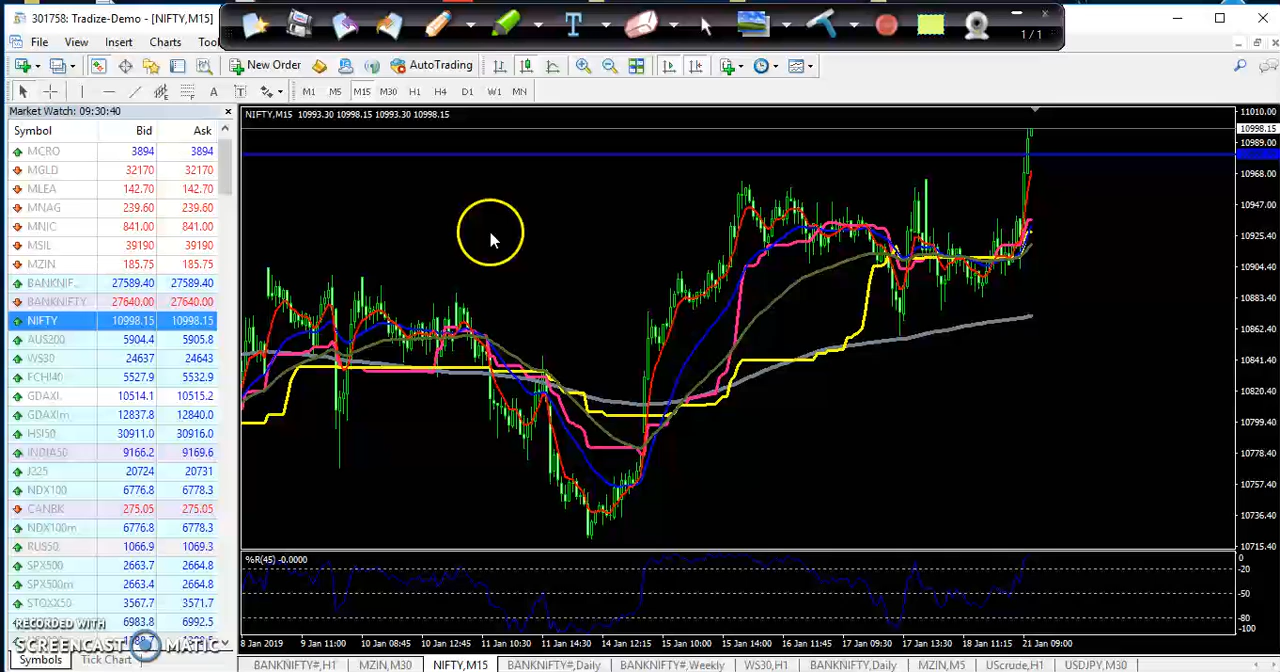 301758: Tradize-Demo - [NIFTY,M15]
1 / 1
File View Insert Charts Too
New Order AutoTrading
A T M1 M5 M15 M30 H1 H4 D1 W1 MN
Market Watch: 09:30:40
Symbol Bid Ask
MCRO 3894 3894
MGLD 32170 32170
MLEA 142.70 142.70
MNAG 239.60 239.60
MNIC 841.00 841.00
MSIL 39190 39190
MZIN 185.75 185.75
BANKNIF... 27589.40 27589.40
BANKNIFTY 27640.00 27640.00
NIFTY 10998.15 10998.15
AUS200 5904.4 5905.8
WS30 24637 24643
FCHI40 5527.9 5532.9
GDAXI 10514.1 10515.2
GDAXIm 12837.8 12840.0
HSI50 30911.0 30916.0
INDIA50 9166.2 9169.6
J225 20724 20731
NDX100 6776.8 6778.3
CANBK 275.05 275.05
NDX100m 6776.8 6778.3
RUS50 1066.9 1069.3
SPX500 2663.7 2664.8
SPX500m 2663.4 2664.8
STOXX50 3567.7 3571.7
6983.8 6992.5
RECORDED WITH
SCREENCAST MATIC
Symbols Tick Chart
NIFTY,M15 10993.30 10998.15 10993.30 10998.15
11010.00
10998.15
10989.00
10968.00
10947.00
10925.40
10904.40
10883.40
10862.40
10841.40
10820.40
10799.40
10778.40
10757.40
10736.40
10715.40
%R(45) -0.0000
0
-20
-50
-80
-100
8 Jan 2019 9 Jan 11:00 10 Jan 08:45 10 Jan 12:45 11 Jan 10:30 11 Jan 14:30 14 Jan 12:15 15 Jan 10:00 15 Jan 14:00 16 Jan 11:45 17 Jan 09:30 17 Jan 13:30 18 Jan 11:15 21 Jan 09:00
BANKNIFTY#,H1 MZIN,M30 NIFTY,M15 BANKNIFTY#,Daily BANKNIFTY#,Weekly WS30,H1 BANKNIFTY,Daily MZIN,M5 UScrude,H1 USDJPY,M30